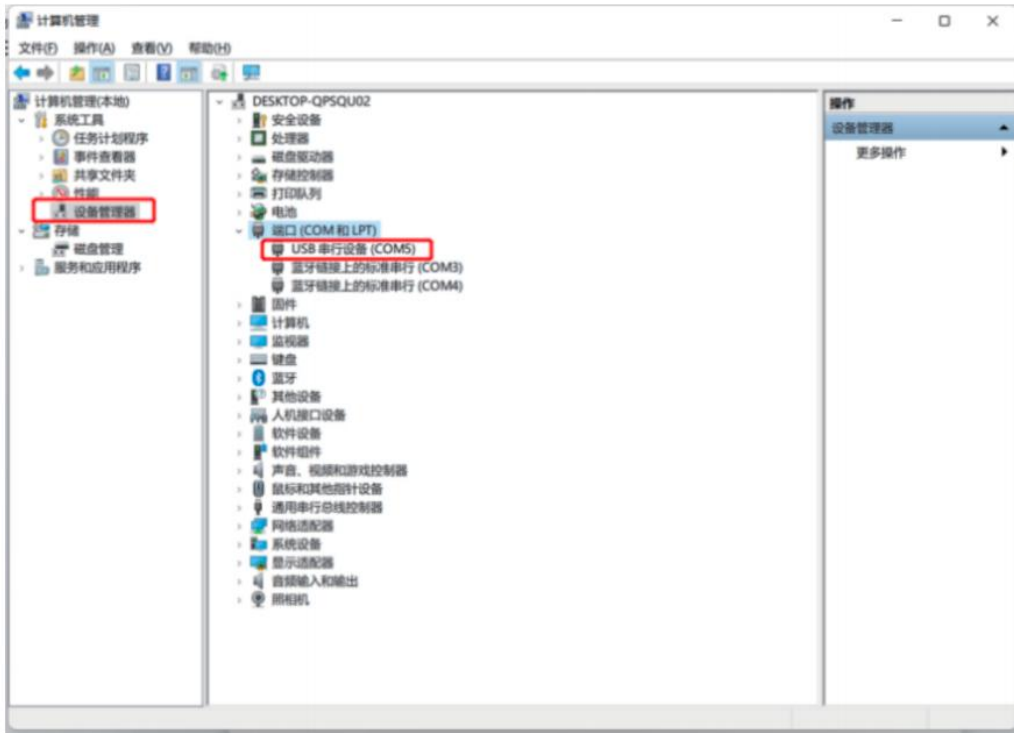 计算机管理
文件(F) 操作(A) 查看(V) 帮助(H)
计算机管理(本地)
系统工具
任务计划程序
事件查看器
共享文件夹
性能
设备管理器
存储
磁盘管理
服务和应用程序
DESKTOP-QPSQU02
安全设备
处理器
磁盘驱动器
存储控制器
打印队列
电池
端口 (COM 和 LPT)
USB 串行设备 (COM5)
蓝牙链接上的标准串行 (COM3)
蓝牙链接上的标准串行 (COM4)
固件
计算机
监视器
键盘
蓝牙
其他设备
人机接口设备
软件设备
软件组件
声音、视频和游戏控制器
鼠标和其他指针设备
通用串行总线控制器
网络适配器
系统设备
显示适配器
音频输入和输出
照相机
操作
设备管理器
更多操作